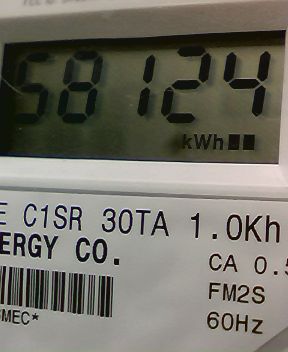 58124
kWh
E C1SR 30TA 1.0Kh
ERGY CO.
CA 0.5
FM2S
MEC*
60Hz